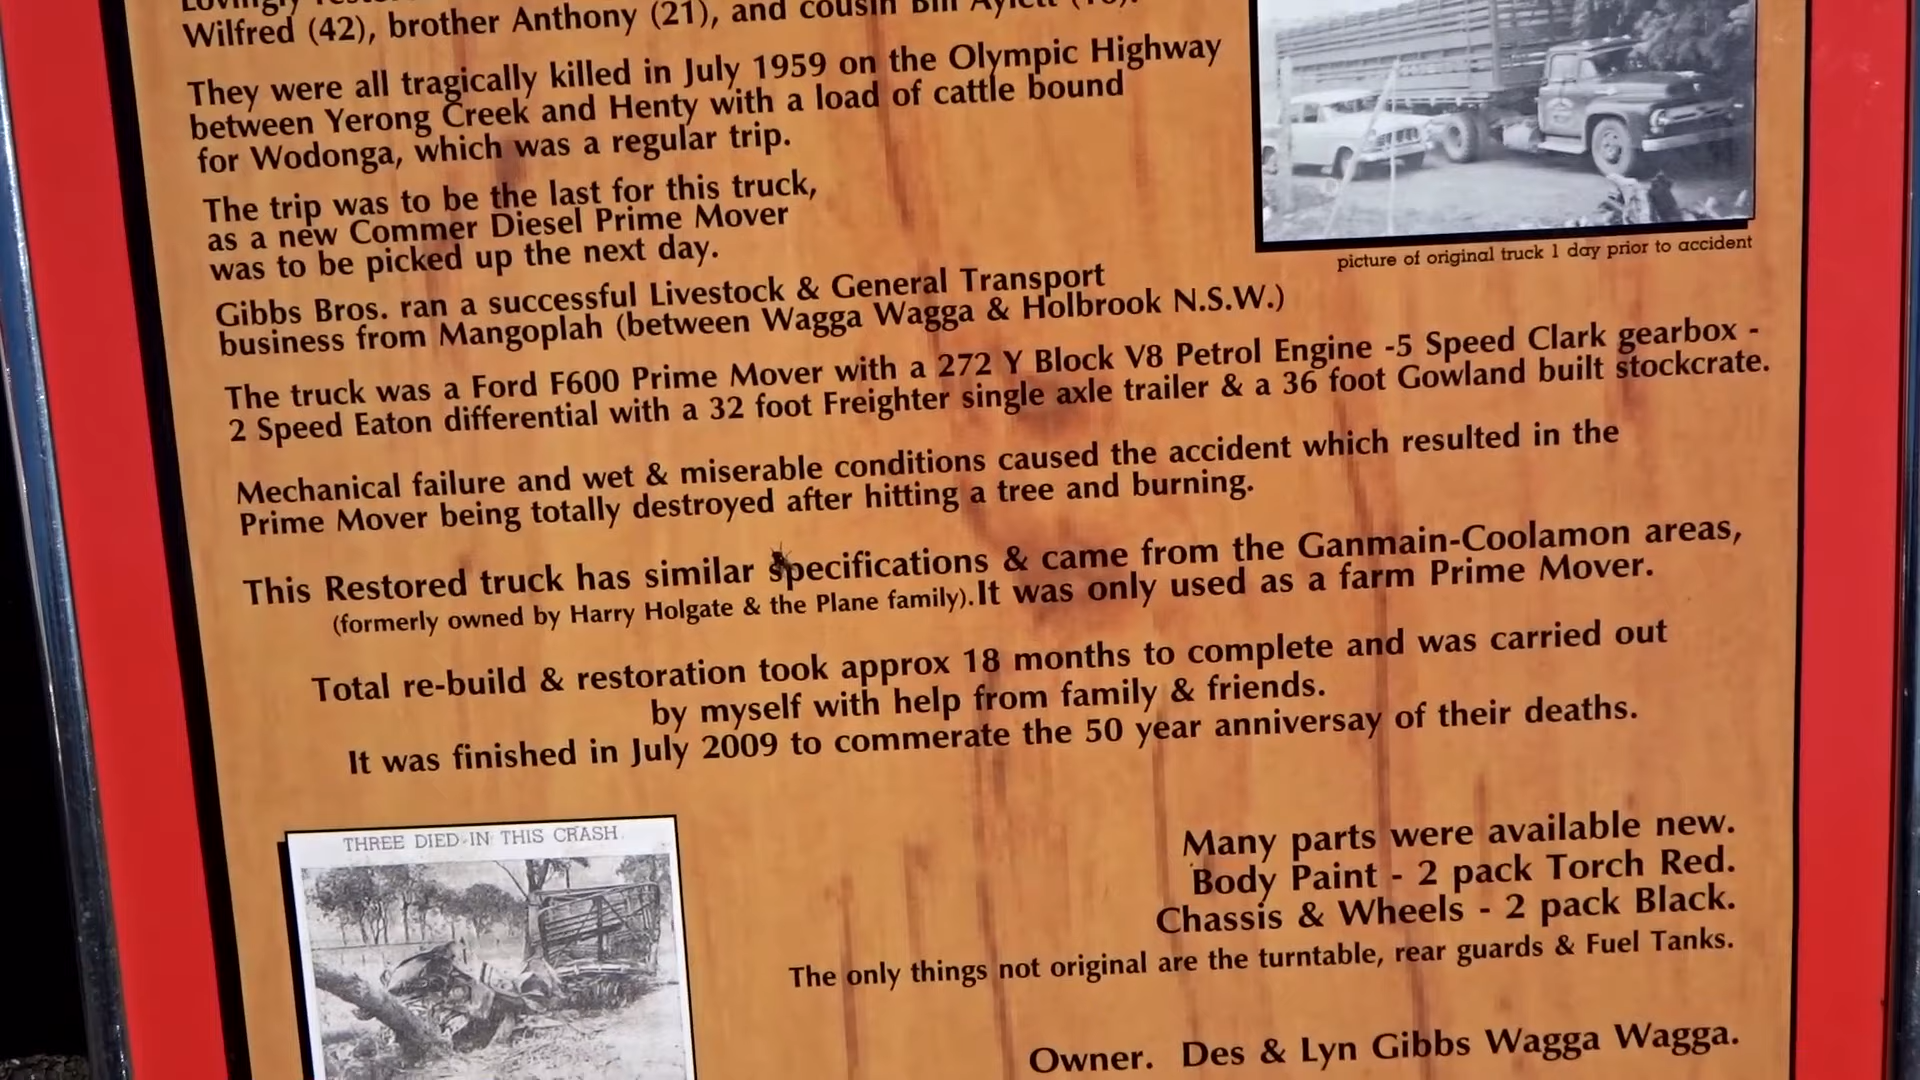 Lovingly
Wilfred (42), brother Anthony (21), and cousin Bill Aylett
They were all tragically killed in July 1959 on the Olympic Highway
between Yerong Creek and Henty with a load of cattle bound
for Wodonga, which was a regular trip.
The trip was to be the last for this truck,
as a new Commer Diesel Prime Mover
was to be picked up the next day.
picture of original truck 1 day prior to accident
Gibbs Bros. ran a successful Livestock & General Transport
business from Mangoplah (between Wagga Wagga & Holbrook N.S.W.)
The truck was a Ford F600 Prime Mover with a 272 Y Block V8 Petrol Engine -5 Speed Clark gearbox -
2 Speed Eaton differential with a 32 foot Freighter single axle trailer & a 36 foot Gowland built stockcrate.
Mechanical failure and wet & miserable conditions caused the accident which resulted in the
Prime Mover being totally destroyed after hitting a tree and burning.
This Restored truck has similar specifications & came from the Ganmain-Coolamon areas,
(formerly owned by Harry Holgate & the Plane family).It was only used as a farm Prime Mover.
Total re-build & restoration took approx 18 months to complete and was carried out
by myself with help from family & friends.
It was finished in July 2009 to commerate the 50 year anniversay of their deaths.
THREE DIED IN THIS CRASH
Many parts were available new.
Body Paint - 2 pack Torch Red.
Chassis & Wheels - 2 pack Black.
The only things not original are the turntable, rear guards & Fuel Tanks.
Owner. Des & Lyn Gibbs Wagga Wagga.